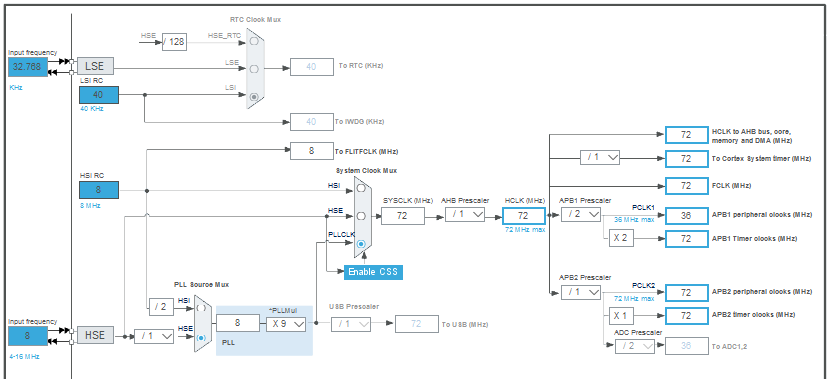 RTC Clock Mux
HSE
/ 128
HSE_RTC
Input frequency
32.768
KHz
LSE
LSE
40
To RTC (KHz)
LSI RC
40
40 KHz
LSI
40
To IWDG (KHz)
8
To FLITFCLK (MHz)
HSI RC
8
8 MHz
System Clock Mux
HSI
HSE
PLLCLK
Enable CSS
SYSCLK (MHz)
72
AHB Prescaler
/ 1
HCLK (MHz)
72
72 MHz max
72
HCLK to AHB bus, core,
memory and DMA (MHz)
/ 1
72
To Cortex System timer (MHz)
72
FCLK (MHz)
APB1 Prescaler
/ 2
PCLK1
36 MHz max
36
APB1 peripheral clocks (MHz)
X 2
72
APB1 Timer clocks (MHz)
APB2 Prescaler
/ 1
PCLK2
72 MHz max
72
APB2 peripheral clocks (MHz)
X 1
72
APB2 timer clocks (MHz)
ADC Prescaler
/ 2
36
To ADC1,2
PLL Source Mux
/ 2
HSI
HSE
Input frequency
8
4-16 MHz
HSE
/ 1
8
*PLLMul
X 9
PLL
USB Prescaler
/ 1
72
To USB (MHz)